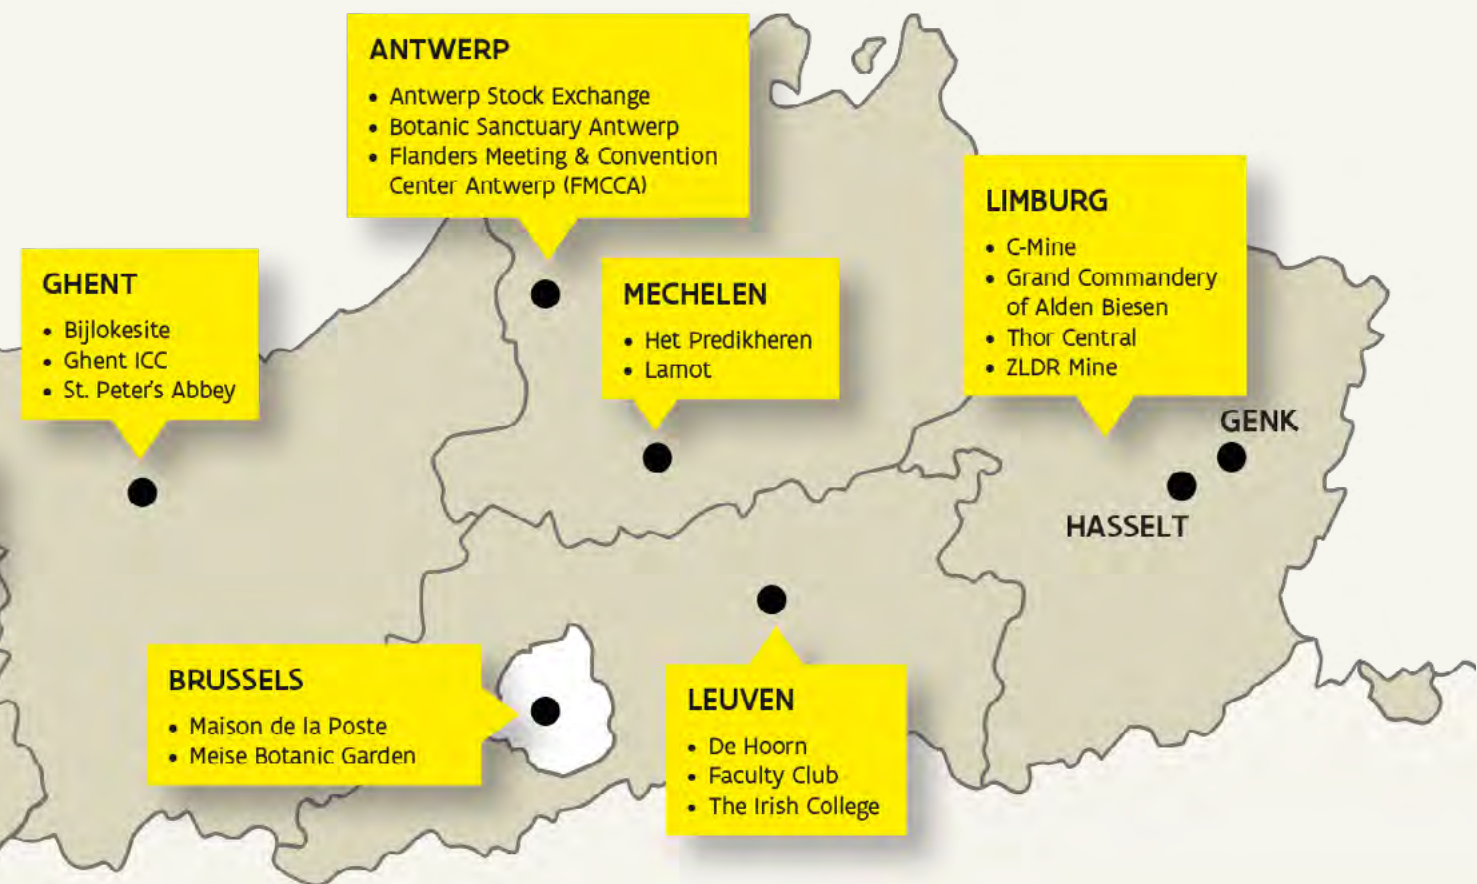 ANTWERP
• Antwerp Stock Exchange
• Botanic Sanctuary Antwerp
• Flanders Meeting & Convention
Center Antwerp (FMCCA)
LIMBURG
• C-Mine
• Grand Commandery
of Alden Biesen
• Thor Central
• ZLDR Mine
GHENT
• Bijlokesite
• Ghent ICC
• St. Peter's Abbey
MECHELEN
• Het Predikheren
• Lamot
GENK
HASSELT
BRUSSELS
• Maison de la Poste
• Meise Botanic Garden
LEUVEN
• De Hoorn
• Faculty Club
• The Irish College